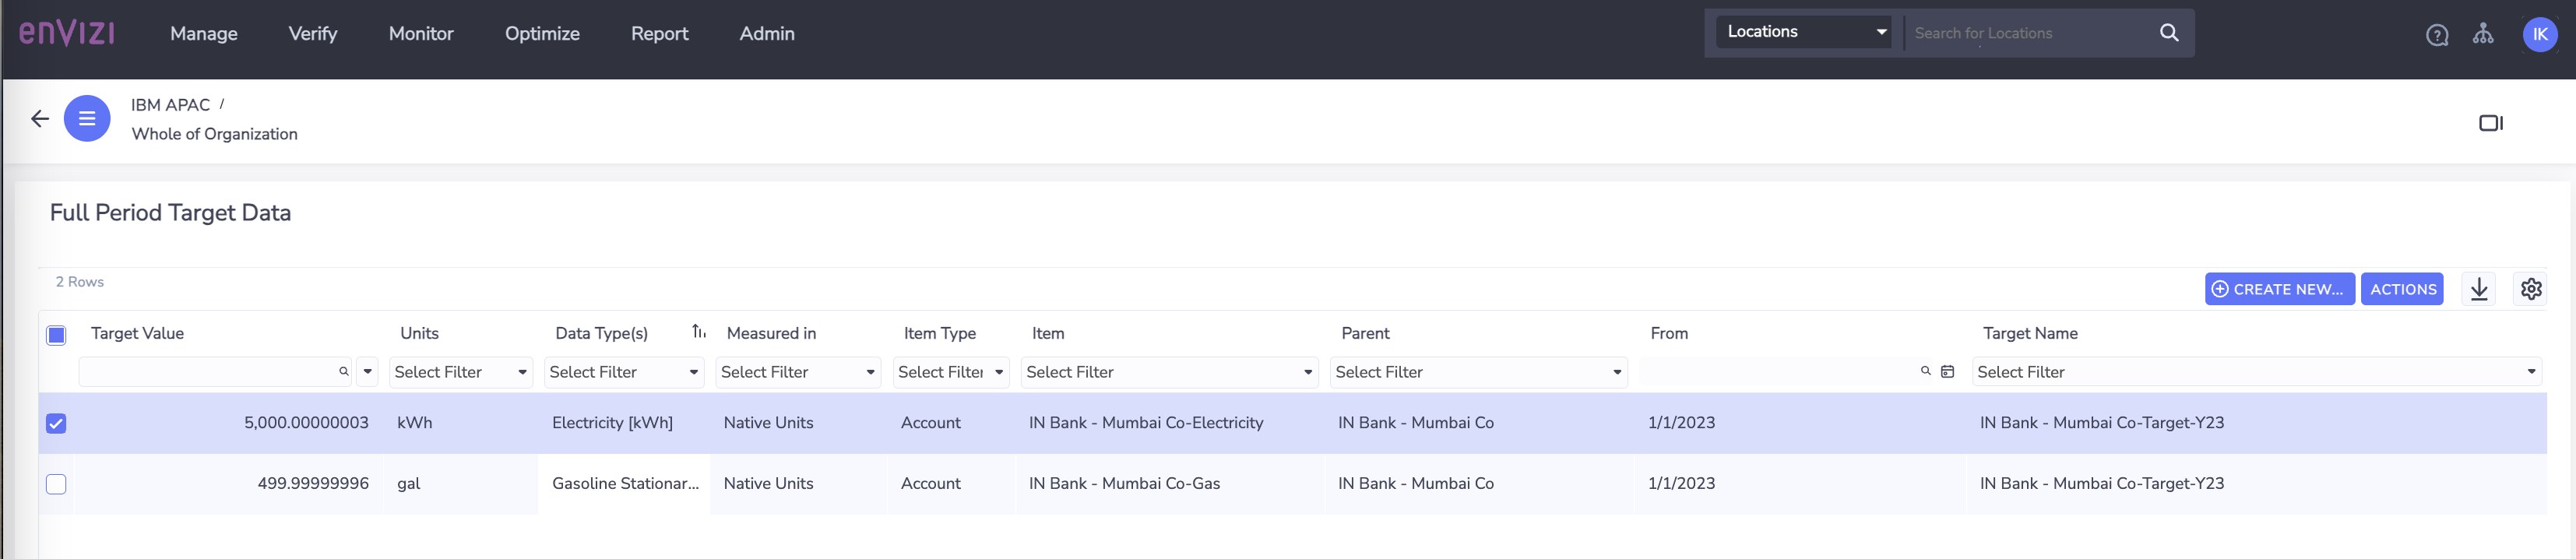 enVIZI Manage Verify Monitor Optimize Report Admin Locations Search for Locations IK
IBM APAC /
Whole of Organization
Full Period Target Data
2 Rows CREATE NEW... ACTIONS
Target Value Units Data Type(s) Measured in Item Type Item Parent From Target Name
Select Filter Select Filter Select Filter Select Filter Select Filter Select Filter Select Filter
5,000.00000003 kWh Electricity [kWh] Native Units Account IN Bank - Mumbai Co-Electricity IN Bank - Mumbai Co 1/1/2023 IN Bank - Mumbai Co-Target-Y23
499.99999996 gal Gasoline Stationar... Native Units Account IN Bank - Mumbai Co-Gas IN Bank - Mumbai Co 1/1/2023 IN Bank - Mumbai Co-Target-Y23